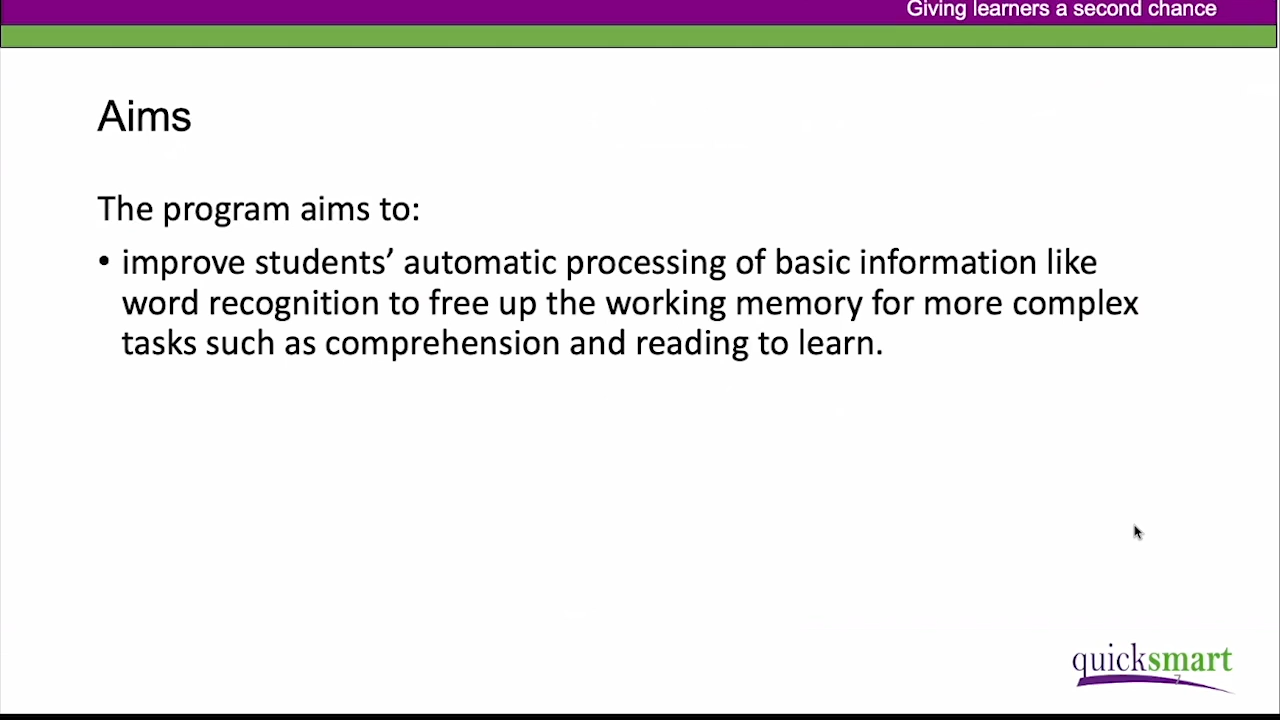 Giving learners a second chance
Aims
The program aims to:
• improve students’ automatic processing of basic information like
word recognition to free up the working memory for more complex
tasks such as comprehension and reading to learn.
quicksmart
7